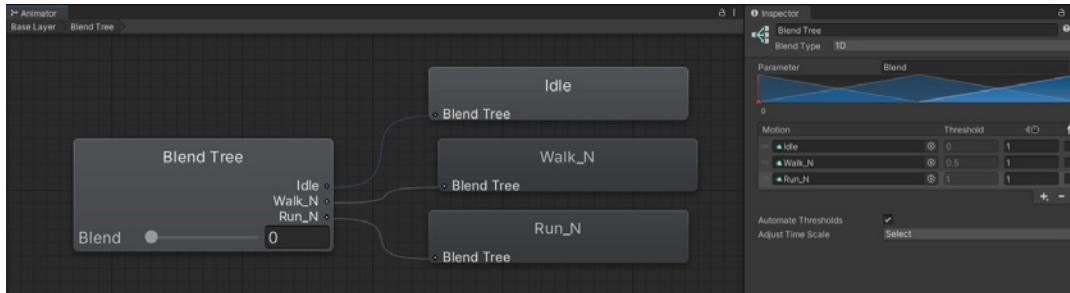 Animator
Base Layer Blend Tree
Idle
Blend Tree
Blend Tree
Idle
Walk_N
Run_N
Blend 0
Walk_N
Blend Tree
Run_N
Blend Tree
Inspector
Blend Tree
Blend Type 1D
Parameter Blend
0
Motion Threshold
Idle 0 1
Walk_N 0.5 1
Run_N 1 1
+ -
Automate Thresholds
Adjust Time Scale Select